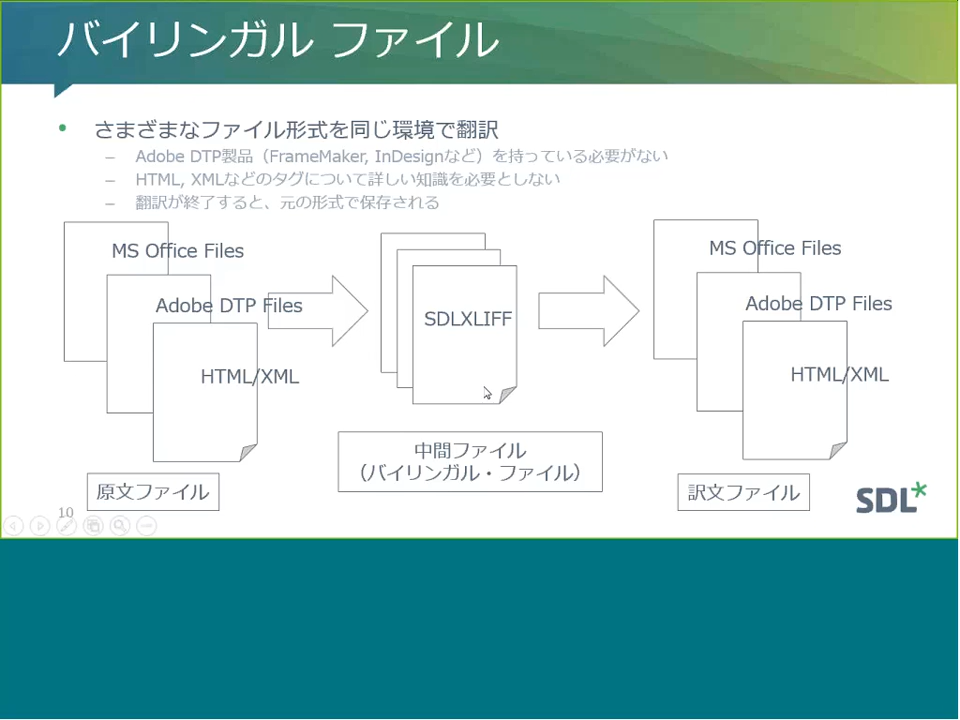 バイリンガル ファイル
• さまざまなファイル形式を同じ環境で翻訳
– Adobe DTP製品（FrameMaker, InDesignなど）を持っている必要がない
– HTML, XMLなどのタグについて詳しい知識を必要としない
– 翻訳が終了すると、元の形式で保存される
MS Office Files
Adobe DTP Files
HTML/XML
原文ファイル
SDLXLIFF
中間ファイル
（バイリンガル・ファイル）
MS Office Files
Adobe DTP Files
HTML/XML
訳文ファイル
SDL*
10